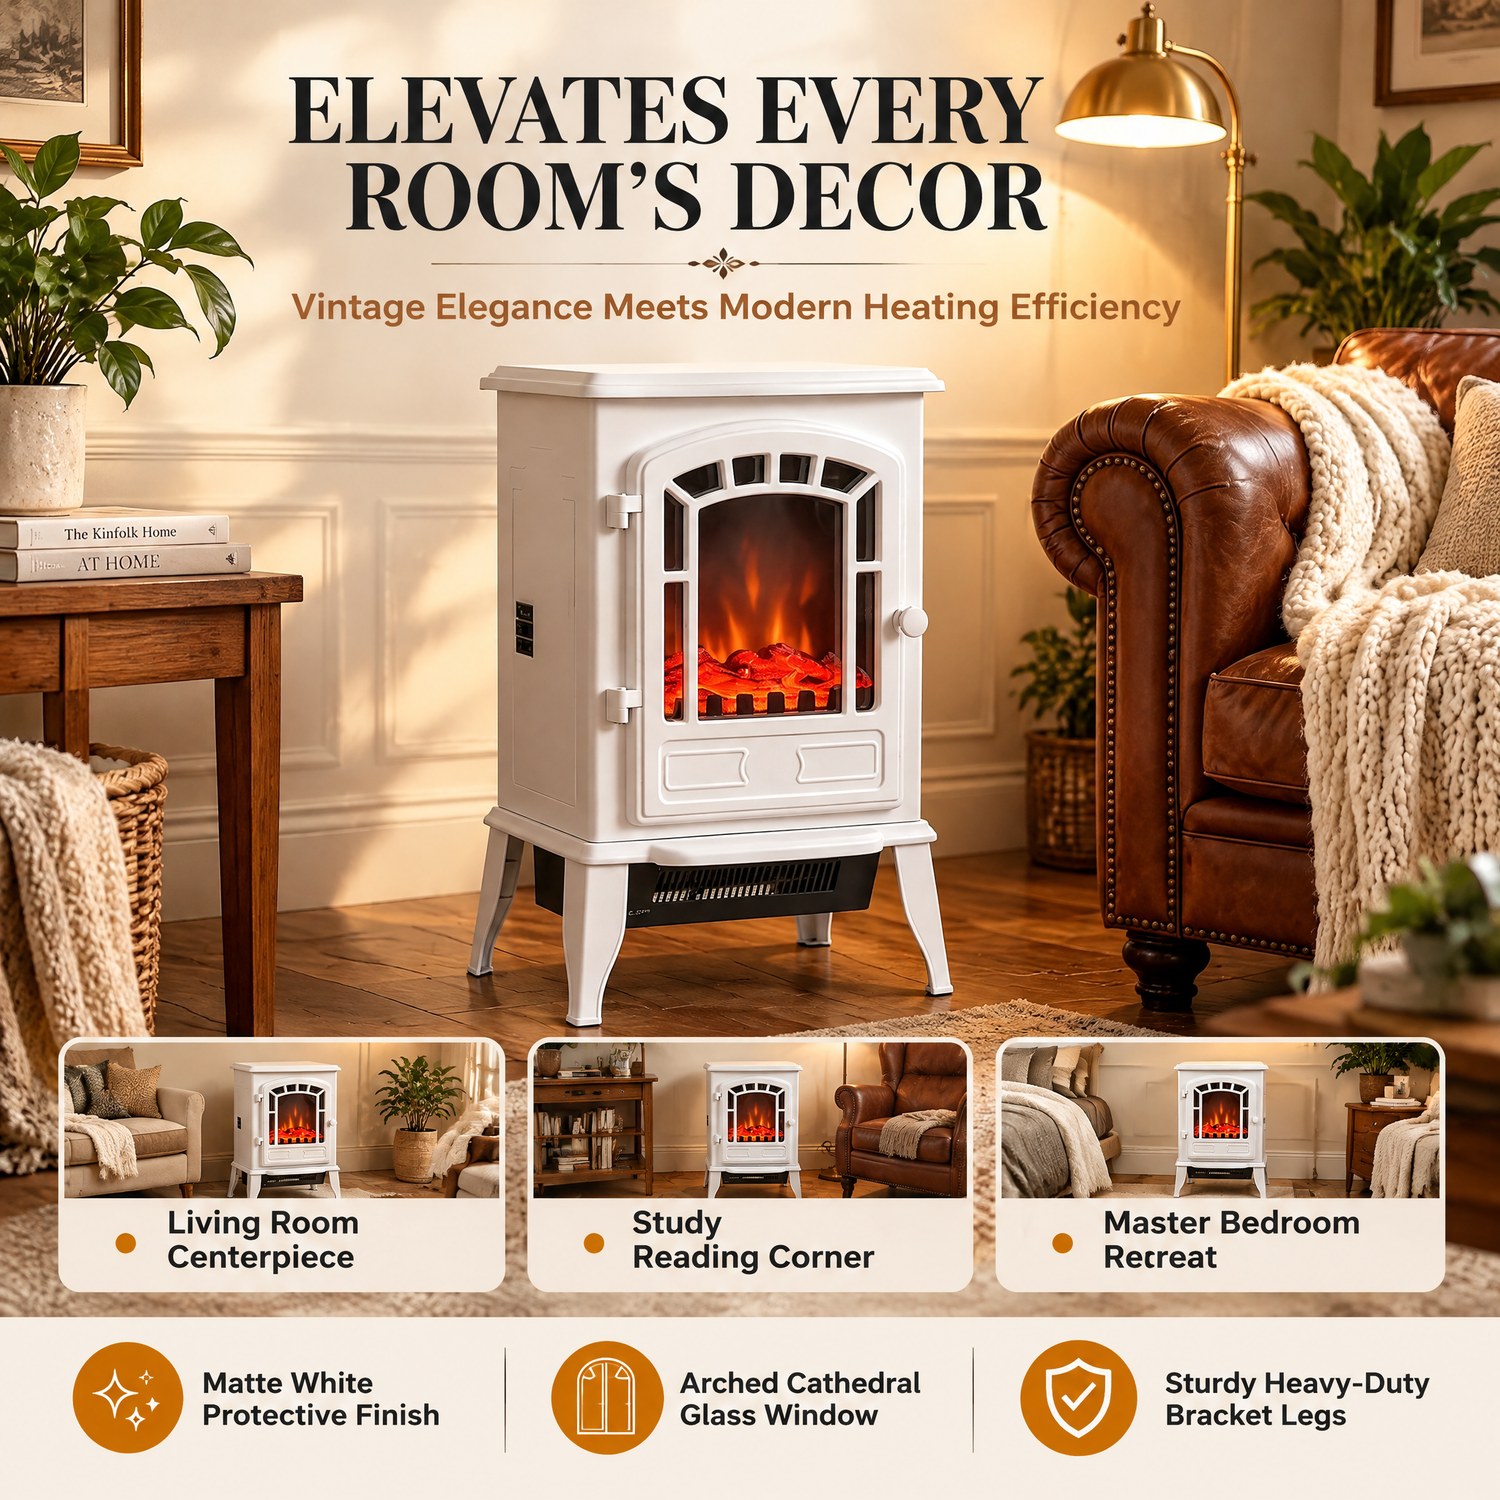 ELEVATES EVERY
ROOM'S DECOR
Vintage Elegance Meets Modern Heating Efficiency
The Kinfolk Home
AT HOME
Living Room
Centerpiece
Study
Reading Corner
Master Bedroom
Retreat
Matte White
Protective Finish
Arched Cathedral
Glass Window
Sturdy Heavy-Duty
Bracket Legs